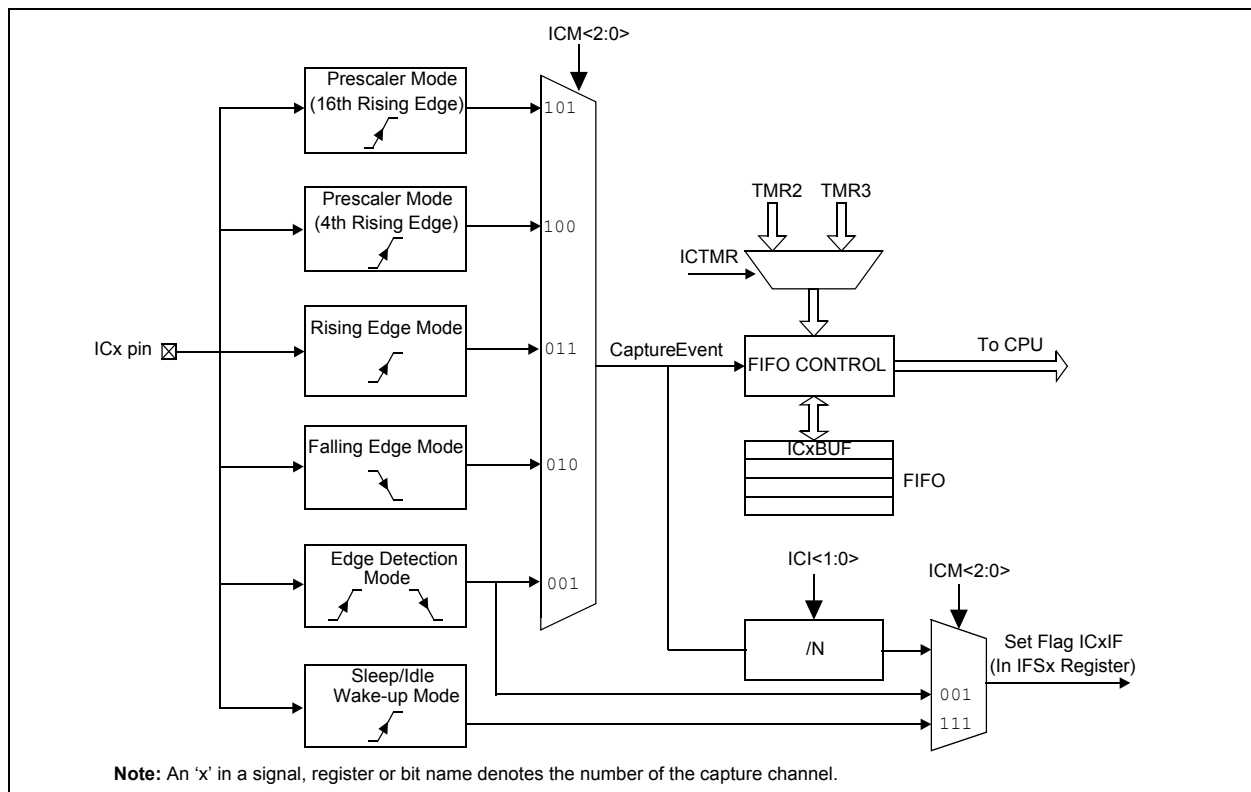 ICM<2:0>
Prescaler Mode
(16th Rising Edge)
101
TMR2
TMR3
Prescaler Mode
(4th Rising Edge)
100
ICTMR
ICx pin
Rising Edge Mode
011
CaptureEvent
FIFO CONTROL
To CPU
Falling Edge Mode
010
ICxBUF
FIFO
Edge Detection
Mode
001
ICI<1:0>
ICM<2:0>
/N
Set Flag ICxIF
(In IFSx Register)
Sleep/Idle
Wake-up Mode
001
111
Note: An ‘x’ in a signal, register or bit name denotes the number of the capture channel.